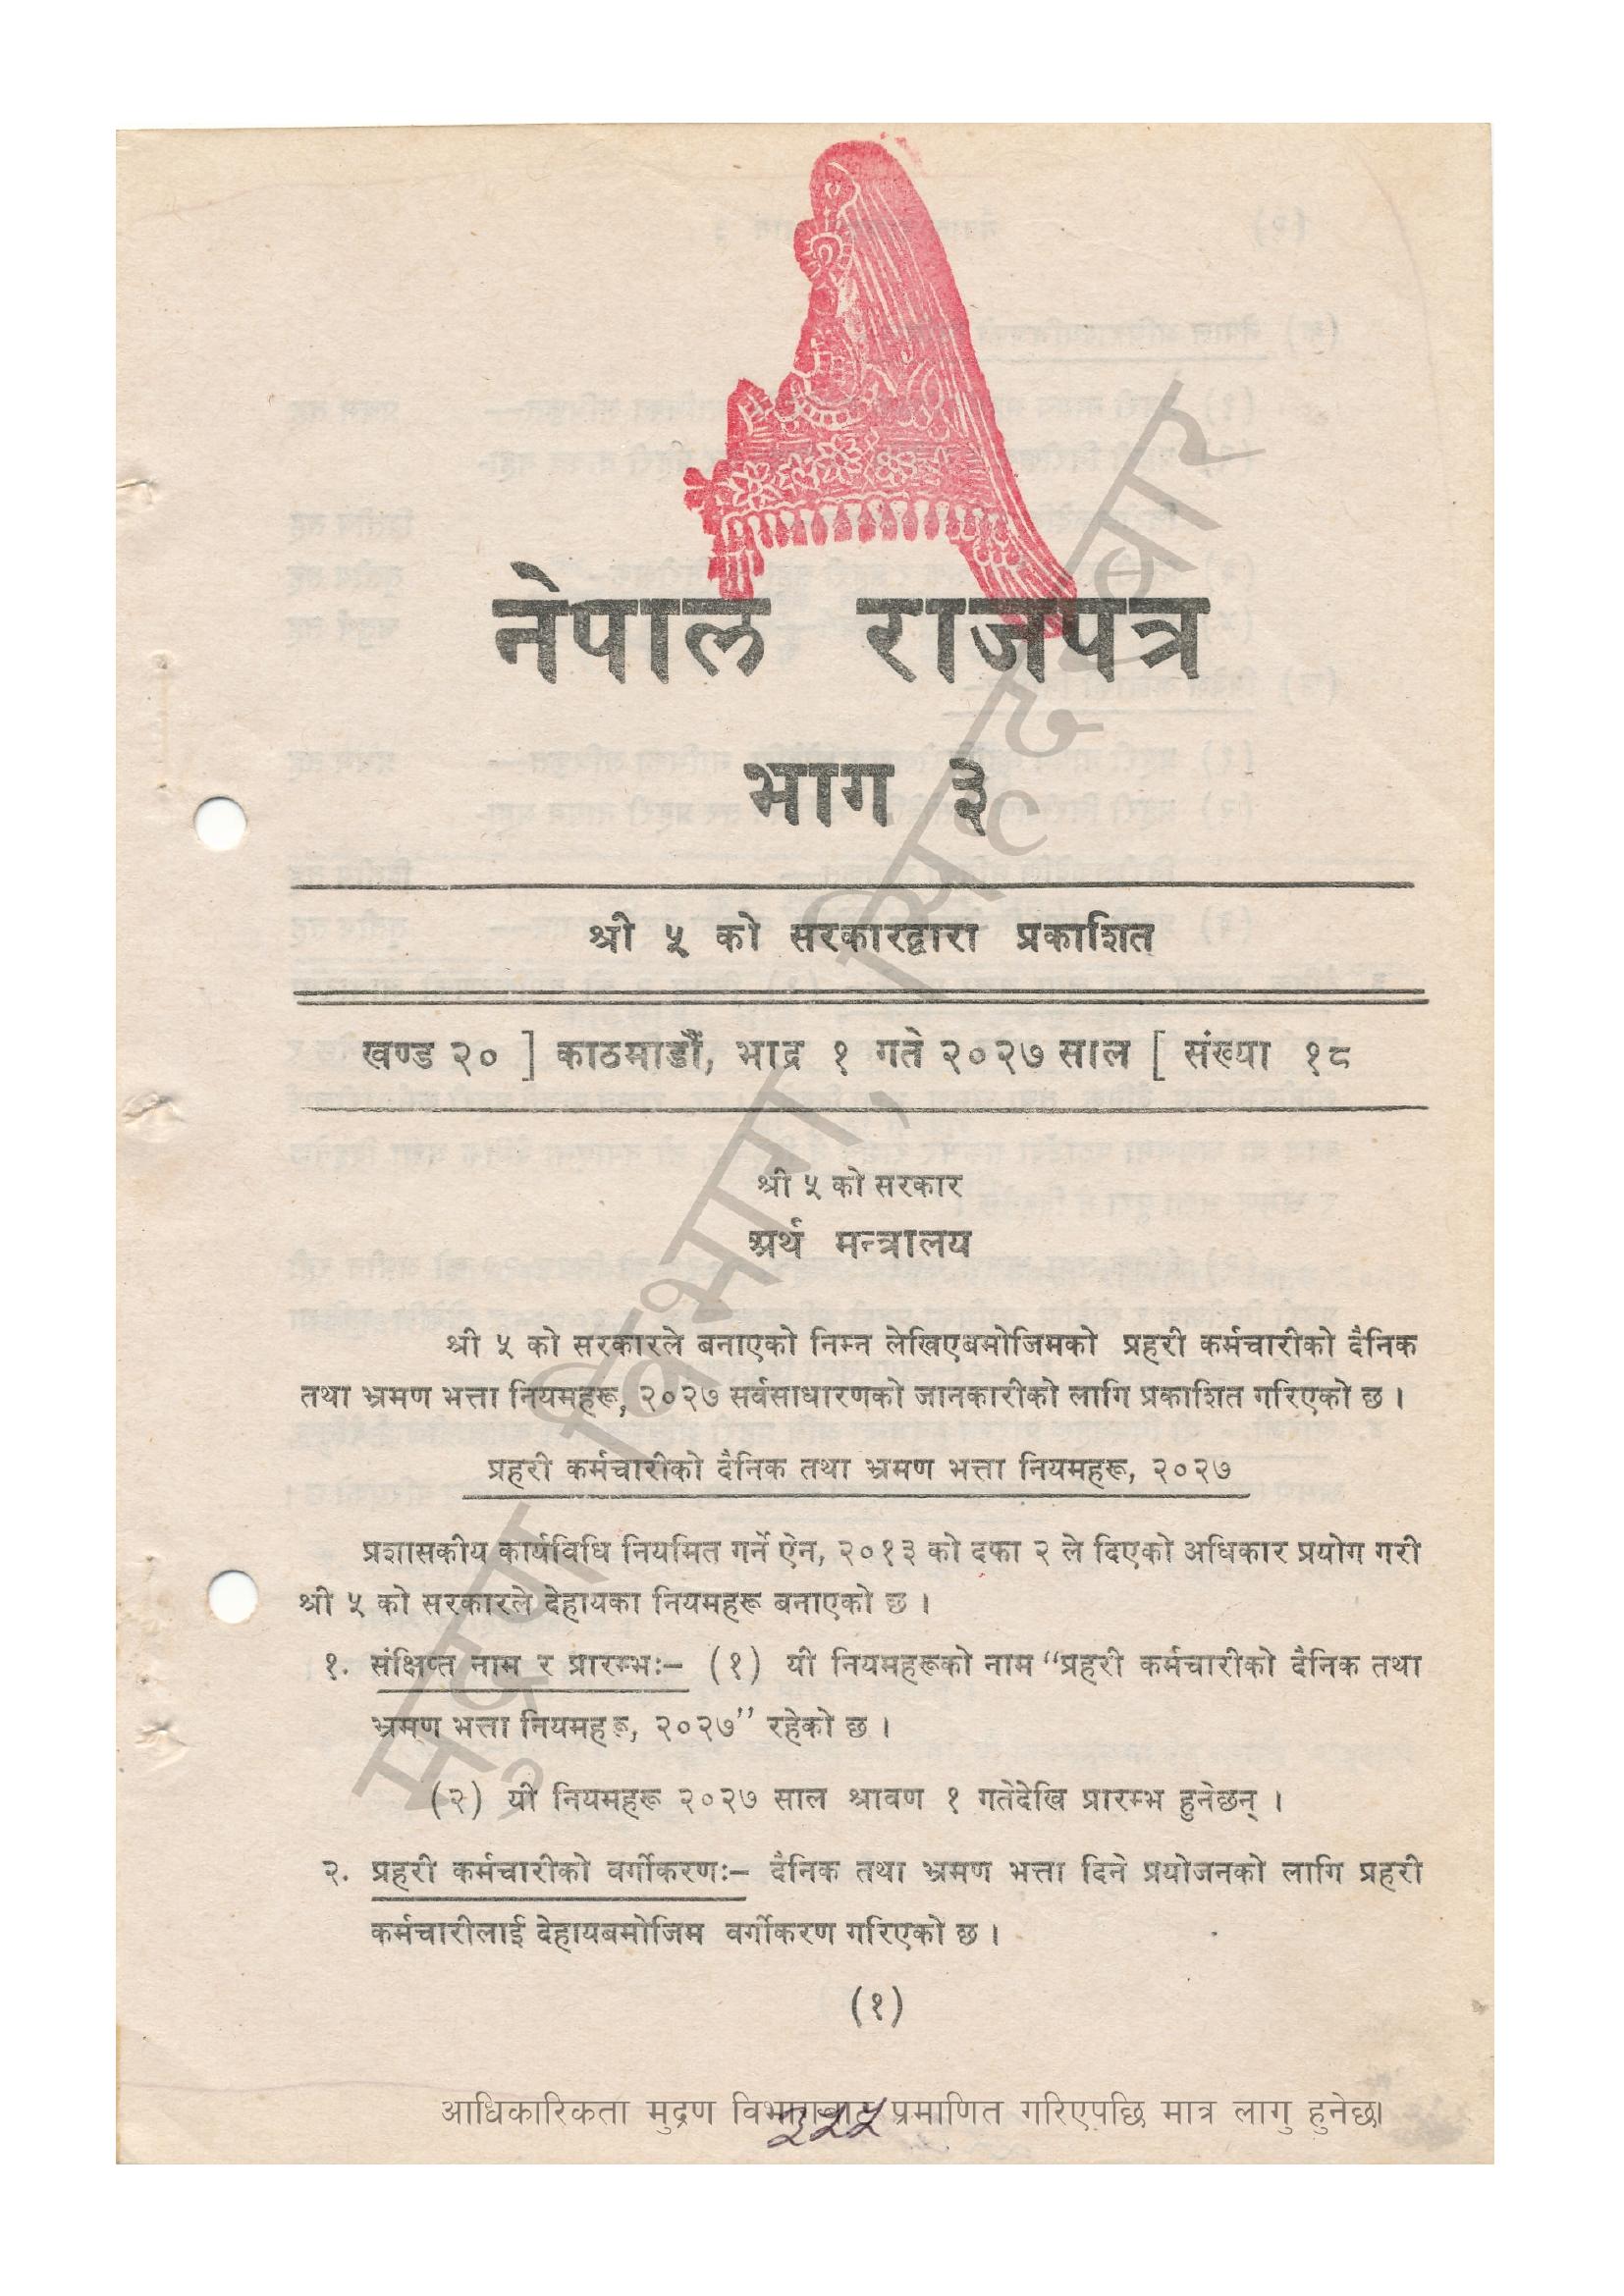 नेपाल राजपत्र
भाग ३
श्री ५ को सरकारद्वारा प्रकाशित
खण्ड २० ] काठमाडौं, भाद्र १ गते २०२७ साल [ संख्या १८
श्री ५ को सरकार
अर्थ मन्त्रालय
श्री ५ को सरकारले बनाएको निम्न लेखिएबमोजिमको प्रहरी कर्मचारीको दैनिक
तथा भ्रमण भत्ता नियमहरू, २०२७ सर्वसाधारणको जानकारीको लागि प्रकाशित गरिएको छ ।
प्रहरी कर्मचारीको दैनिक तथा भ्रमण भत्ता नियमहरू, २०२७
प्रशासकीय कार्यविधि नियमित गर्ने ऐन, २०१३ को दफा २ ले दिएको अधिकार प्रयोग गरी
श्री ५ को सरकारले देहायका नियमहरू बनाएको छ ।
१. संक्षिप्त नाम र प्रारम्भः– (१) यी नियमहरूको नाम “प्रहरी कर्मचारीको दैनिक तथा
भ्रमण भत्ता नियमहरू, २०२७” रहेको छ ।
(२) यी नियमहरू २०२७ साल श्रावण १ गतेदेखि प्रारम्भ हुनेछन् ।
२. प्रहरी कर्मचारीको वर्गीकरणः– दैनिक तथा भ्रमण भत्ता दिने प्रयोजनको लागि प्रहरी
कर्मचारीलाई देहायबमोजिम वर्गीकरण गरिएको छ ।
(१)
आधिकारिकता मुद्रण विभागबाट प्रमाणित गरिएपछि मात्र लागु हुनेछ।
मुद्रण विभाग, सिंहदरबार